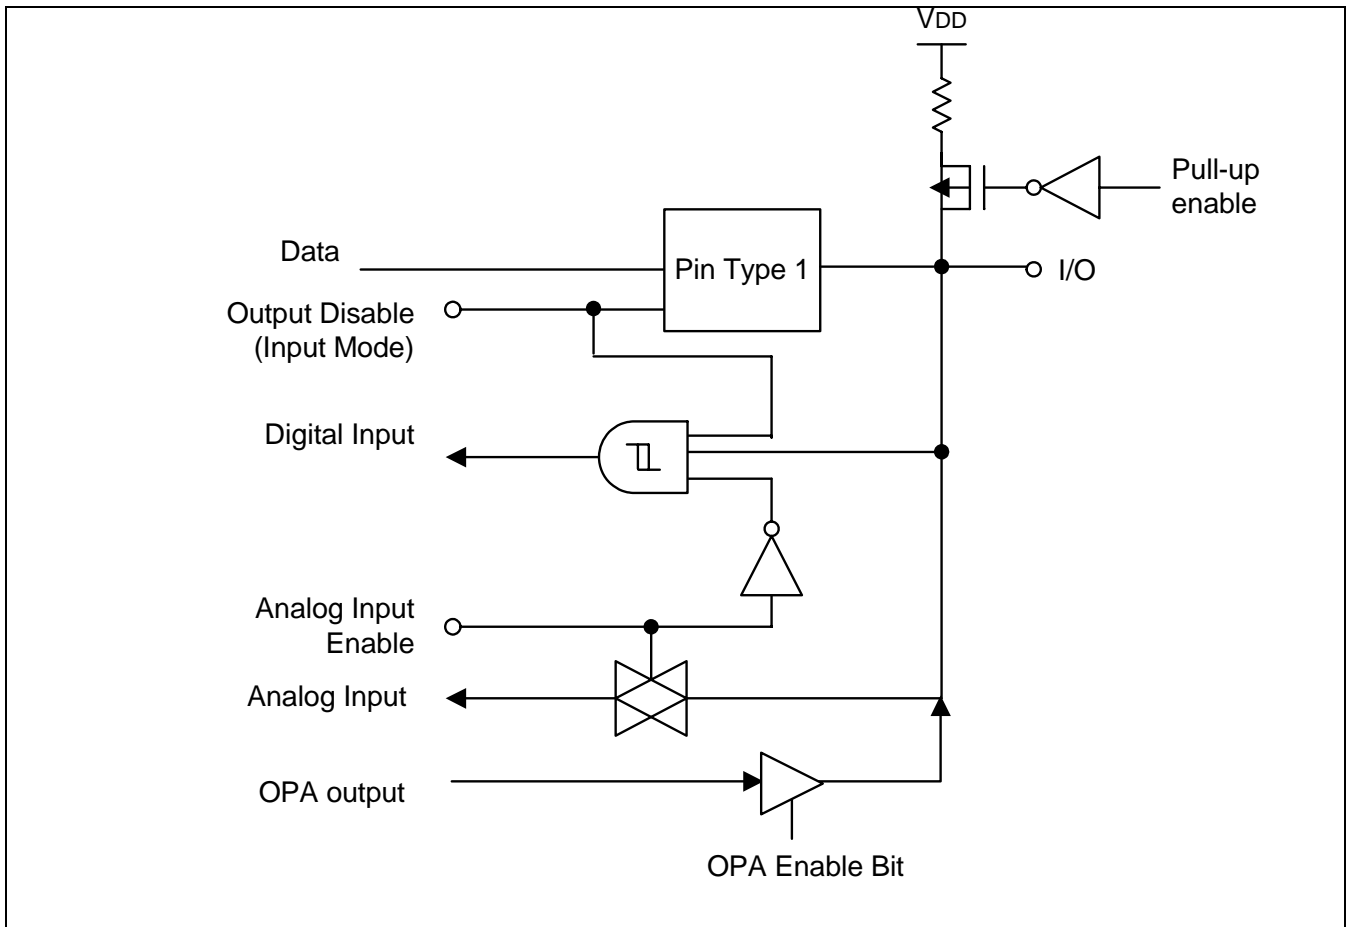 VDD
Pull-up
enable
Data
Pin Type 1
I/O
Output Disable
(Input Mode)
Digital Input
Analog Input
Enable
Analog Input
OPA output
OPA Enable Bit